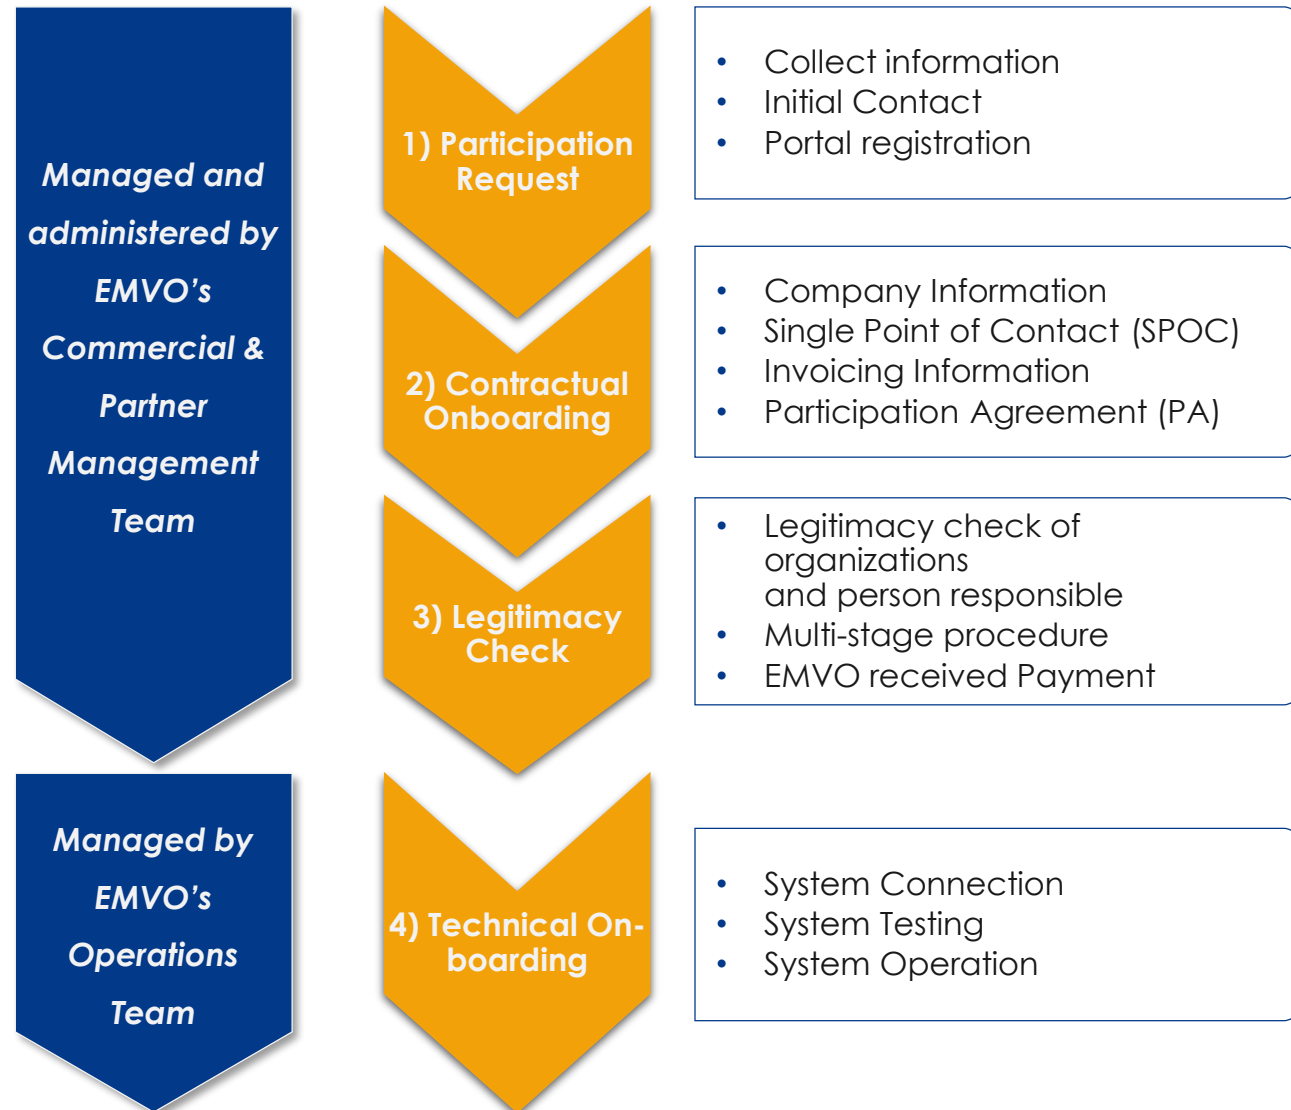 Managed and
administered by
EMVO’s
Commercial &
Partner
Management
Team
1) Participation
Request
• Collect information
• Initial Contact
• Portal registration
2) Contractual
Onboarding
• Company Information
• Single Point of Contact (SPOC)
• Invoicing Information
• Participation Agreement (PA)
3) Legitimacy
Check
• Legitimacy check of
organizations
and person responsible
• Multi-stage procedure
• EMVO received Payment
Managed by
EMVO’s
Operations
Team
4) Technical On-
boarding
• System Connection
• System Testing
• System Operation